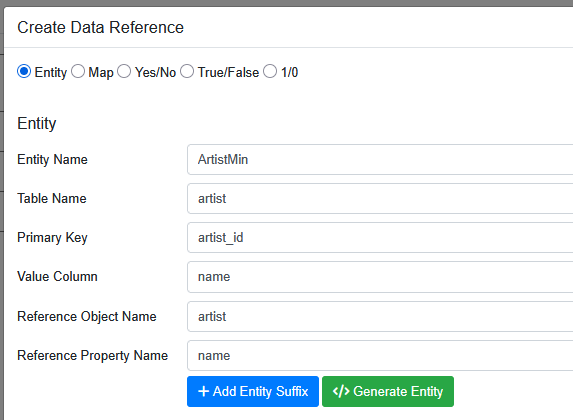 Create Data Reference
Entity Map Yes/No True/False 1/0
Entity
Entity Name ArtistMin
Table Name artist
Primary Key artist_id
Value Column name
Reference Object Name artist
Reference Property Name name
+ Add Entity Suffix </> Generate Entity